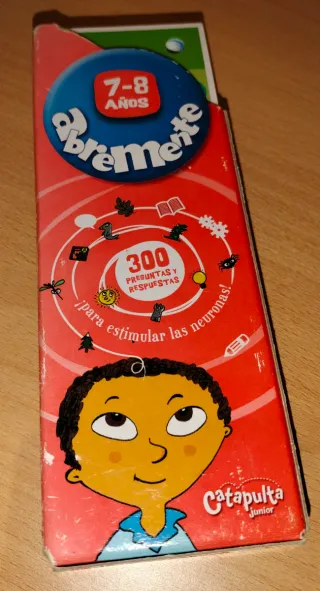 7-8
AÑOS
abremente
300
PREGUNTAS Y
RESPUESTAS
¡para estimular las neuronas!
Catapulta
junior